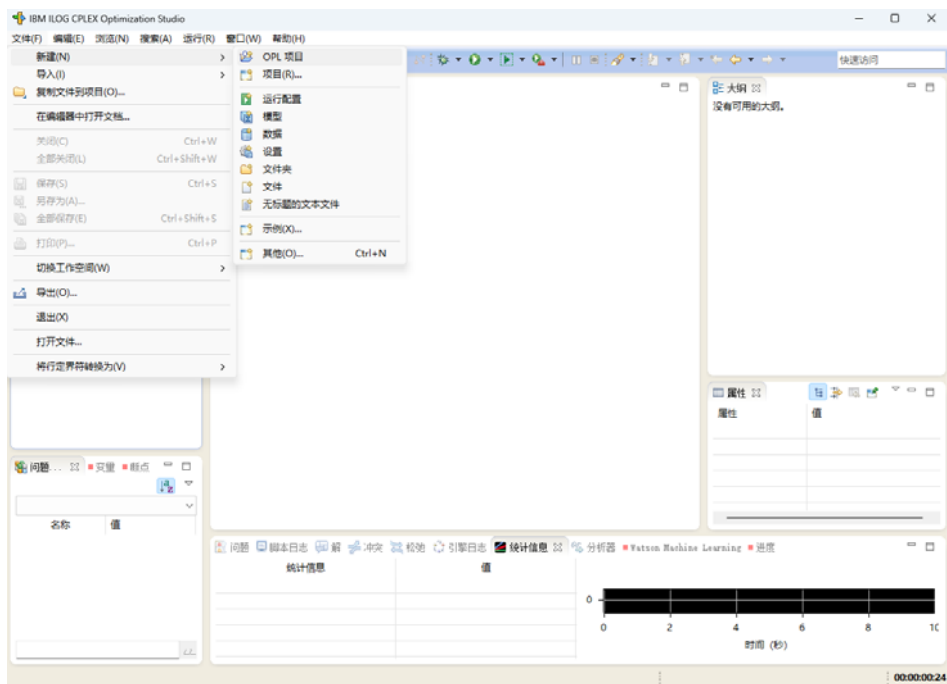 IBM ILOG CPLEX Optimization Studio
文件(F) 编辑(E) 浏览(N) 搜索(A) 运行(R) 窗口(W) 帮助(H)
新建(N)
导入(I)
复制文件到项目(O)...
在编辑器中打开文档...
关闭(C) Ctrl+W
全部关闭(L) Ctrl+Shift+W
保存(S) Ctrl+S
另存为(A)...
全部保存(E) Ctrl+Shift+S
打印(P)... Ctrl+P
切换工作空间(W)
导出(O)...
退出(X)
打开文件...
将行定界符转换为(V)
OPL 项目
项目(R)...
运行配置
模型
数据
设置
文件夹
文件
无标题的文本文件
示例(X)...
其他(O)... Ctrl+N
快速访问
大纲
没有可用的大纲。
属性
属性 值
问题... 变量 断点
名称 值
问题 脚本日志 解 冲突 松弛 引擎日志 统计信息 分析器 Watson Machine Learning 进度
统计信息 值
0
0 2 4 6 8 10
时间 (秒)
00:00:00:24